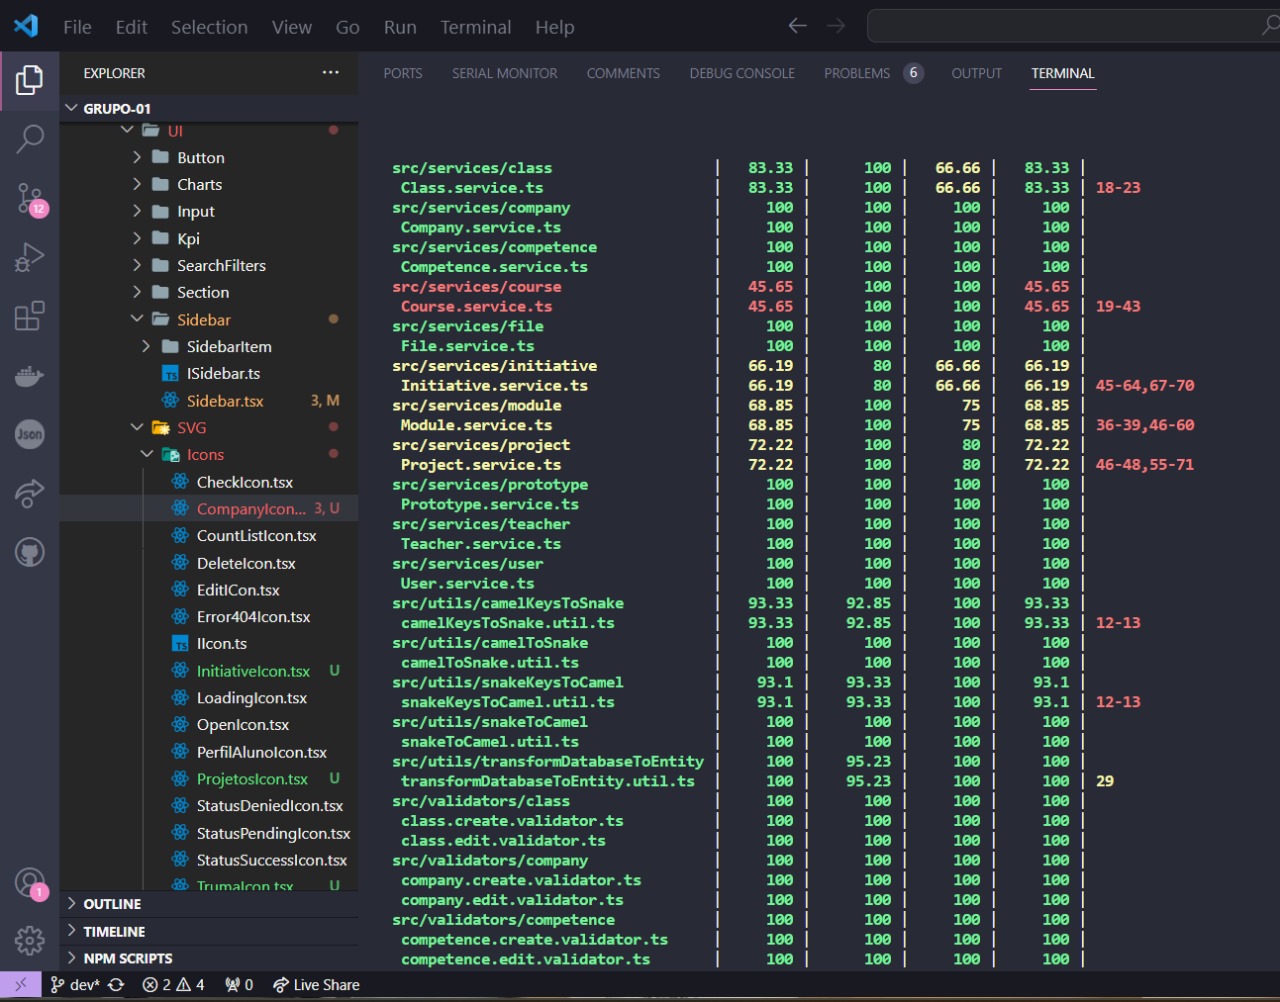 File Edit Selection View Go Run Terminal Help
EXPLORER ...
GRUPO-01
UI
Button
Charts
Input
Kpi
SearchFilters
Section
Sidebar
SidebarItem
ISidebar.ts
Sidebar.tsx 3, M
SVG
Icons
CheckIcon.tsx
CompanyIcon... 3, U
CountListIcon.tsx
DeleteIcon.tsx
EditICon.tsx
Error404Icon.tsx
IIcon.ts
InitiativeIcon.tsx U
LoadingIcon.tsx
OpenIcon.tsx
PerfilAlunoIcon.tsx
ProjetosIcon.tsx U
StatusDeniedIcon.tsx
StatusPendingIcon.tsx
StatusSuccessIcon.tsx
TrumaIcon.tsx U
OUTLINE
TIMELINE
NPM SCRIPTS
12
Json
1
PORTS SERIAL MONITOR COMMENTS DEBUG CONSOLE PROBLEMS 6 OUTPUT TERMINAL
src/services/class | 83.33 | 100 | 66.66 | 83.33 |
Class.service.ts | 83.33 | 100 | 66.66 | 83.33 | 18-23
src/services/company | 100 | 100 | 100 | 100 |
Company.service.ts | 100 | 100 | 100 | 100 |
src/services/competence | 100 | 100 | 100 | 100 |
Competence.service.ts | 100 | 100 | 100 | 100 |
src/services/course | 45.65 | 100 | 100 | 45.65 |
Course.service.ts | 45.65 | 100 | 100 | 45.65 | 19-43
src/services/file | 100 | 100 | 100 | 100 |
File.service.ts | 100 | 100 | 100 | 100 |
src/services/initiative | 66.19 | 80 | 66.66 | 66.19 |
Initiative.service.ts | 66.19 | 80 | 66.66 | 66.19 | 45-64,67-70
src/services/module | 68.85 | 100 | 75 | 68.85 |
Module.service.ts | 68.85 | 100 | 75 | 68.85 | 36-39,46-60
src/services/project | 72.22 | 100 | 80 | 72.22 |
Project.service.ts | 72.22 | 100 | 80 | 72.22 | 46-48,55-71
src/services/prototype | 100 | 100 | 100 | 100 |
Prototype.service.ts | 100 | 100 | 100 | 100 |
src/services/teacher | 100 | 100 | 100 | 100 |
Teacher.service.ts | 100 | 100 | 100 | 100 |
src/services/user | 100 | 100 | 100 | 100 |
User.service.ts | 100 | 100 | 100 | 100 |
src/utils/camelKeysToSnake | 93.33 | 92.85 | 100 | 93.33 |
camelKeysToSnake.util.ts | 93.33 | 92.85 | 100 | 93.33 | 12-13
src/utils/camelToSnake | 100 | 100 | 100 | 100 |
camelToSnake.util.ts | 100 | 100 | 100 | 100 |
src/utils/snakeKeysToCamel | 93.1 | 93.33 | 100 | 93.1 |
snakeKeysToCamel.util.ts | 93.1 | 93.33 | 100 | 93.1 | 12-13
src/utils/snakeToCamel | 100 | 100 | 100 | 100 |
snakeToCamel.util.ts | 100 | 100 | 100 | 100 |
src/utils/transformDatabaseToEntity | 100 | 95.23 | 100 | 100 |
transformDatabaseToEntity.util.ts | 100 | 95.23 | 100 | 100 | 29
src/validators/class | 100 | 100 | 100 | 100 |
class.create.validator.ts | 100 | 100 | 100 | 100 |
class.edit.validator.ts | 100 | 100 | 100 | 100 |
src/validators/company | 100 | 100 | 100 | 100 |
company.create.validator.ts | 100 | 100 | 100 | 100 |
company.edit.validator.ts | 100 | 100 | 100 | 100 |
src/validators/competence | 100 | 100 | 100 | 100 |
competence.create.validator.ts | 100 | 100 | 100 | 100 |
competence.edit.validator.ts | 100 | 100 | 100 | 100 |
dev* 2 4 0 Live Share